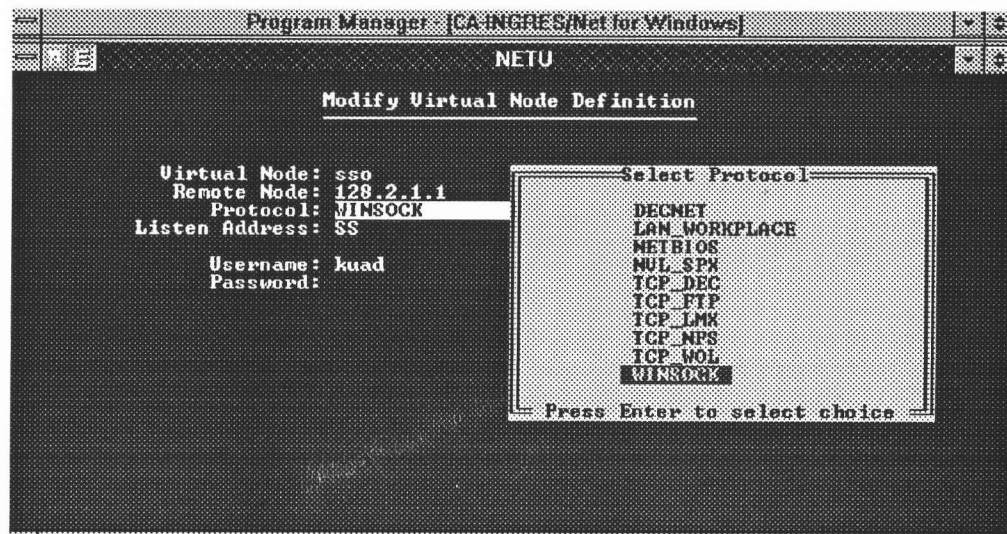 Program Manager - [CA-INGRES/Net for Windows]
NETU
Modify Virtual Node Definition
Virtual Node: sso
Remote Node: 128.2.1.1
Protocol: WINSOCK
Listen Address: SS
Username: kuad
Password:
Select Protocol
DECNET
LAN_WORKPLACE
NETBIOS
NVL_SPX
TCP_DEC
TCP_FTP
TCP_LMX
TCP_NPS
TCP_WOL
WINSOCK
Press Enter to select choice